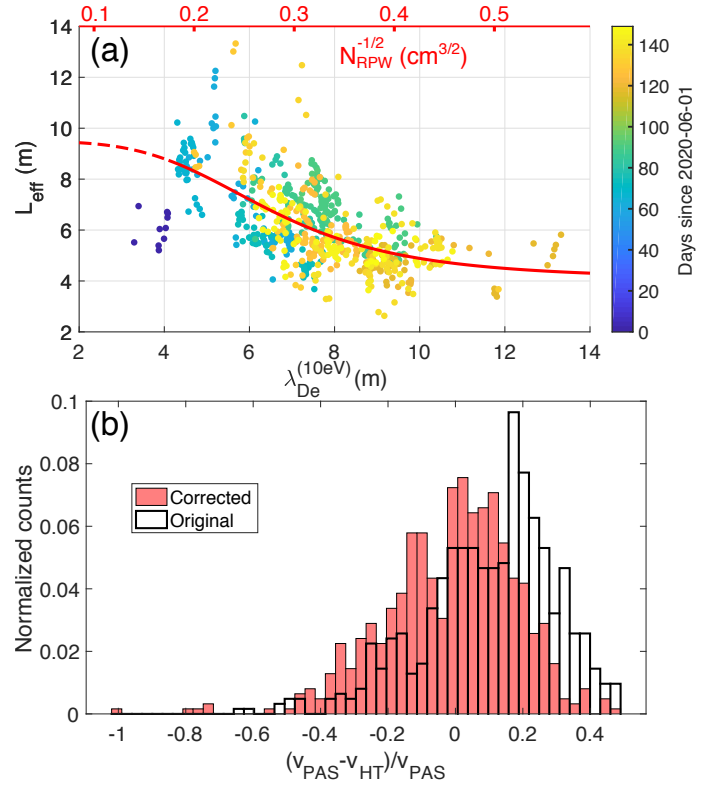 0.1 0.2 0.3 0.4 0.5
N_RPW^-1/2 (cm^3/2)
(a)
14
12
10
8
6
4
2
L_eff (m)
2 4 6 8 10 12 14
λ_De^(10eV) (m)
140
120
100
80
60
40
20
0
Days since 2020-06-01
(b)
0.1
0.08
0.06
0.04
0.02
0
Normalized counts
Corrected
Original
-1 -0.8 -0.6 -0.4 -0.2 0 0.2 0.4
(v_PAS-v_HT)/v_PAS